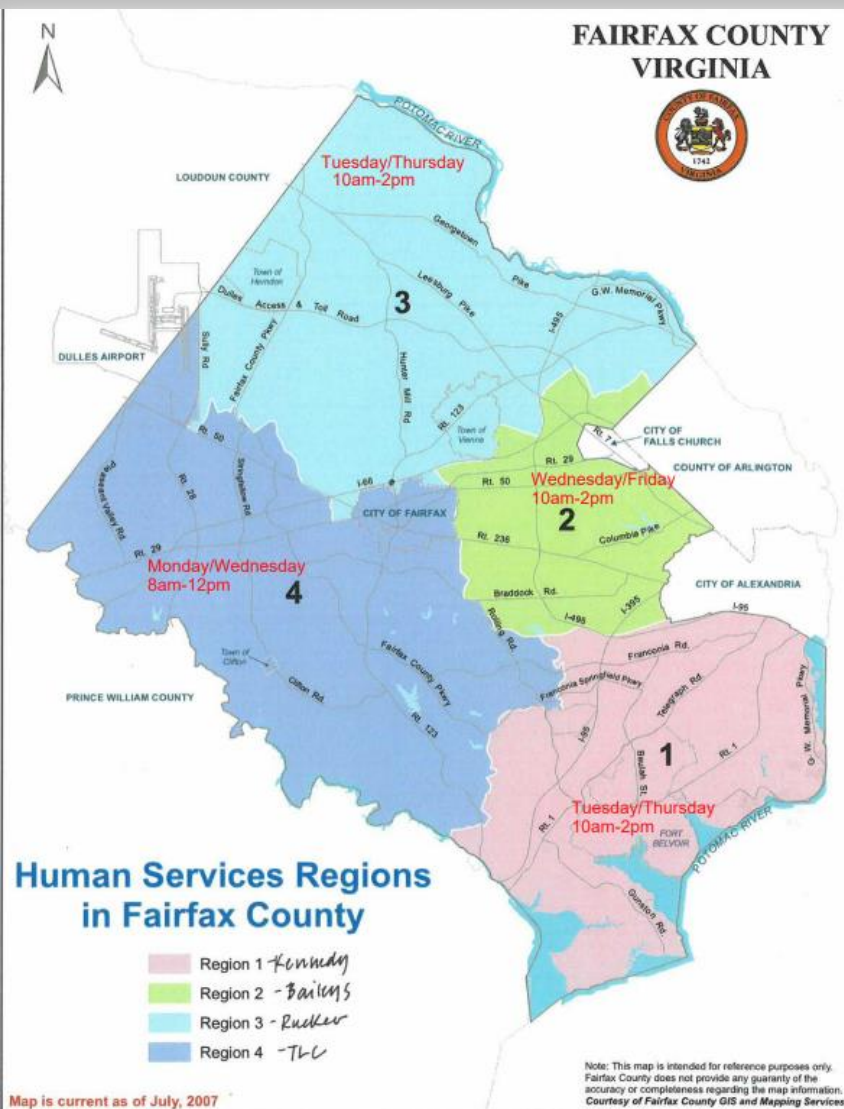 N
FAIRFAX COUNTY
VIRGINIA
COUNTY OF FAIRFAX
1742
VIRGINIA
POTOMAC RIVER
Tuesday/Thursday
10am-2pm
LOUDOUN COUNTY
Georgetown
Pike
Town of
Herndon
Leesburg Pike
G.W. Memorial Pkwy
Dulles Access & Toll Road
3
I-495
DULLES AIRPORT
Sully Rd
Fairfax County Pkwy
Hunter Mill Rd
Rt. 123
Town of
Vienna
Rt. 50
Rt. 7
CITY OF
FALLS CHURCH
Rt. 29
COUNTY OF ARLINGTON
Pleasant Valley Rd
Rt. 28
Stringfellow Rd
I-66
Rt. 50
Wednesday/Friday
10am-2pm
CITY OF FAIRFAX
2
Rt. 236
Columbia Pike
Rt. 29
Monday/Wednesday
8am-12pm
4
CITY OF ALEXANDRIA
Braddock Rd.
I-495
I-395
I-95
Rolling Rd.
Town of
Clifton
Clifton Rd.
Fairfax County Pkwy
Franconia Rd.
Franconia Springfield Pkwy
Telegraph Rd.
G. W. Memorial Pkwy
PRINCE WILLIAM COUNTY
Rt. 123
I-95
1
Beulah St.
Rt. 1
Tuesday/Thursday
10am-2pm
Rt. 1
FORT
BELVOIR
POTOMAC RIVER
Gunston Rd.
Human Services Regions
in Fairfax County
Region 1 -Kennedy
Region 2 -Baileys
Region 3 -Rucker
Region 4 -TLC
Note: This map is intended for reference purposes only.
Fairfax County does not provide any guaranty of the
accuracy or completeness regarding the map information.
Courtesy of Fairfax County GIS and Mapping Services
Map is current as of July, 2007